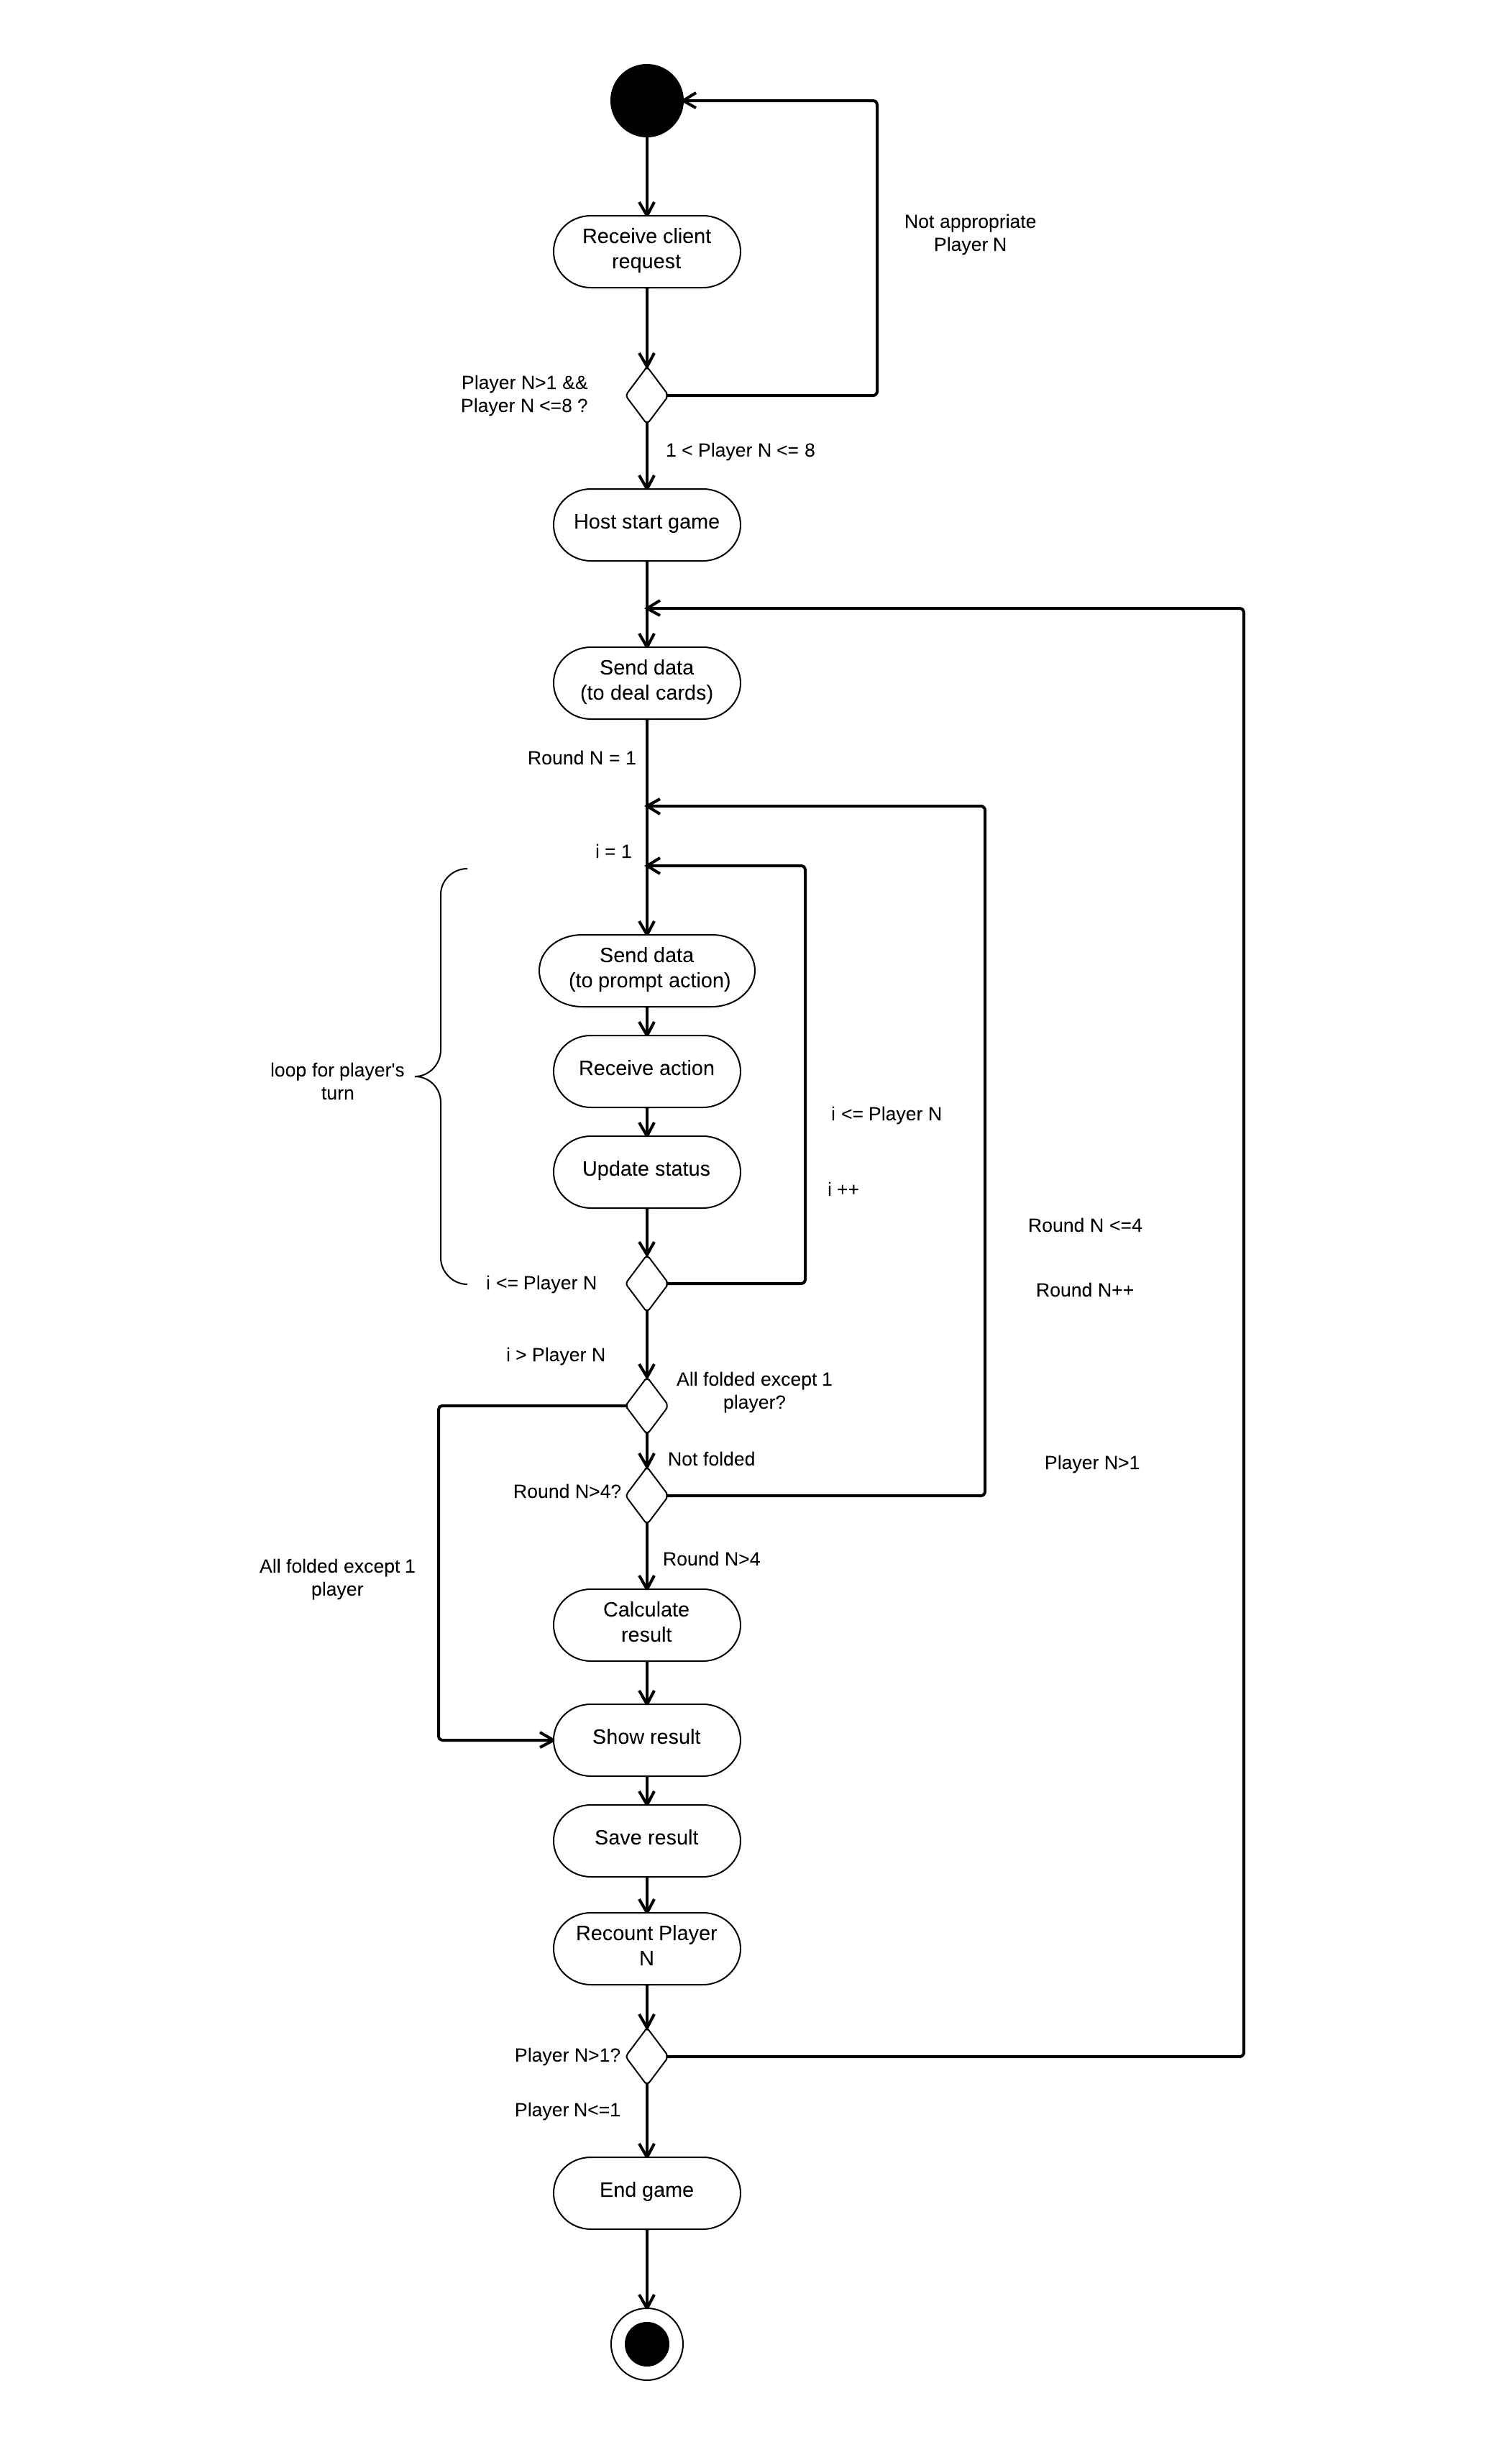 Receive client
request
Not appropriate
Player N
Player N>1 &&
Player N <=8 ?
1 < Player N <= 8
Host start game
Send data
(to deal cards)
Round N = 1
i = 1
Send data
(to prompt action)
loop for player's
turn
Receive action
i <= Player N
Update status
i ++
Round N <=4
Round N++
i <= Player N
i > Player N
All folded except 1
player?
Not folded
Player N>1
Round N>4?
Round N>4
All folded except 1
player
Calculate
result
Show result
Save result
Recount Player
N
Player N>1?
Player N<=1
End game